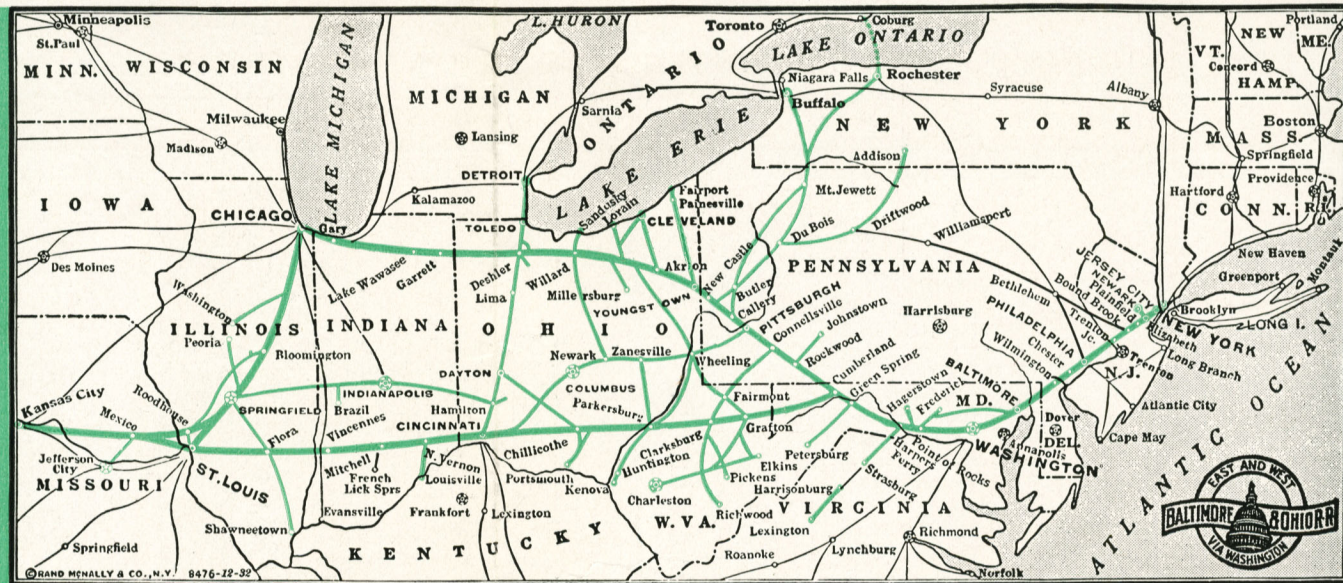 Minneapolis
St.Paul
MINN.
WISCONSIN
Milwaukee
Madison
LAKE MICHIGAN
MICHIGAN
Lansing
L. HURON
ONTARIO
Sarnia
Toronto
Coburg
LAKE ONTARIO
Niagara Falls
Rochester
Buffalo
Syracuse
Albany
NEW YORK
VT.
NEW
HAMP.
Concord
Portland
ME.
Boston
MASS.
Springfield
Providence
Hartford
CONN.
R.I.
New Haven
Greenport
Montauk
IOWA
Des Moines
CHICAGO
Gary
Kalamazoo
DETROIT
LAKE ERIE
TOLEDO
Sandusky
Lorain
CLEVELAND
Fairport
Painesville
Addison
Mt.Jewett
Driftwood
Du Bois
Williamsport
Lake Wawasee
Garrett
Deshler
Lima
Willard
Millersburg
Akron
YOUNGSTOWN
New Castle
Butler
Callery
PENNSYLVANIA
PITTSBURGH
Connellsville
Johnstown
Rockwood
Cumberland
Green Spring
Harrisburg
Bethlehem
Bound Brook
Plainfield
NEWARK
JERSEY CITY
Trenton Jc.
PHILADELPHIA
Chester
Wilmington
Elizabeth
NEW YORK
Brooklyn
LONG I.
Long Branch
Trenton
N.J.
Atlantic City
Cape May
Washington
ILLINOIS
Peoria
Bloomington
INDIANA
OHIO
Newark
Zanesville
Wheeling
COLUMBUS
Parkersburg
DAYTON
INDIANAPOLIS
Hamilton
CINCINNATI
SPRINGFIELD
Brazil
Vincennes
Flora
Roodhouse
Mexico
Kansas City
Jefferson City
MISSOURI
ST. LOUIS
Shawneetown
Springfield
Mitchell
French Lick Sprs
N. Vernon
Louisville
Evansville
Frankfort
Lexington
KENTUCKY
Chillicothe
Portsmouth
Kenova
Huntington
Clarksburg
Fairmont
Grafton
Charleston
Elkins
Pickens
Richwood
W. VA.
Hagerstown
Frederick
BALTIMORE
MD.
Petersburg
Harrisonburg
Lexington
Strasburg
Harpers Ferry
Point of Rocks
WASHINGTON
Annapolis
Dover
DEL.
VIRGINIA
Roanoke
Lynchburg
Richmond
Norfolk
ATLANTIC OCEAN
EAST AND WEST
BALTIMORE & OHIO R R
VIA WASHINGTON
©RAND MCNALLY & CO., N.Y. 8476-12-32